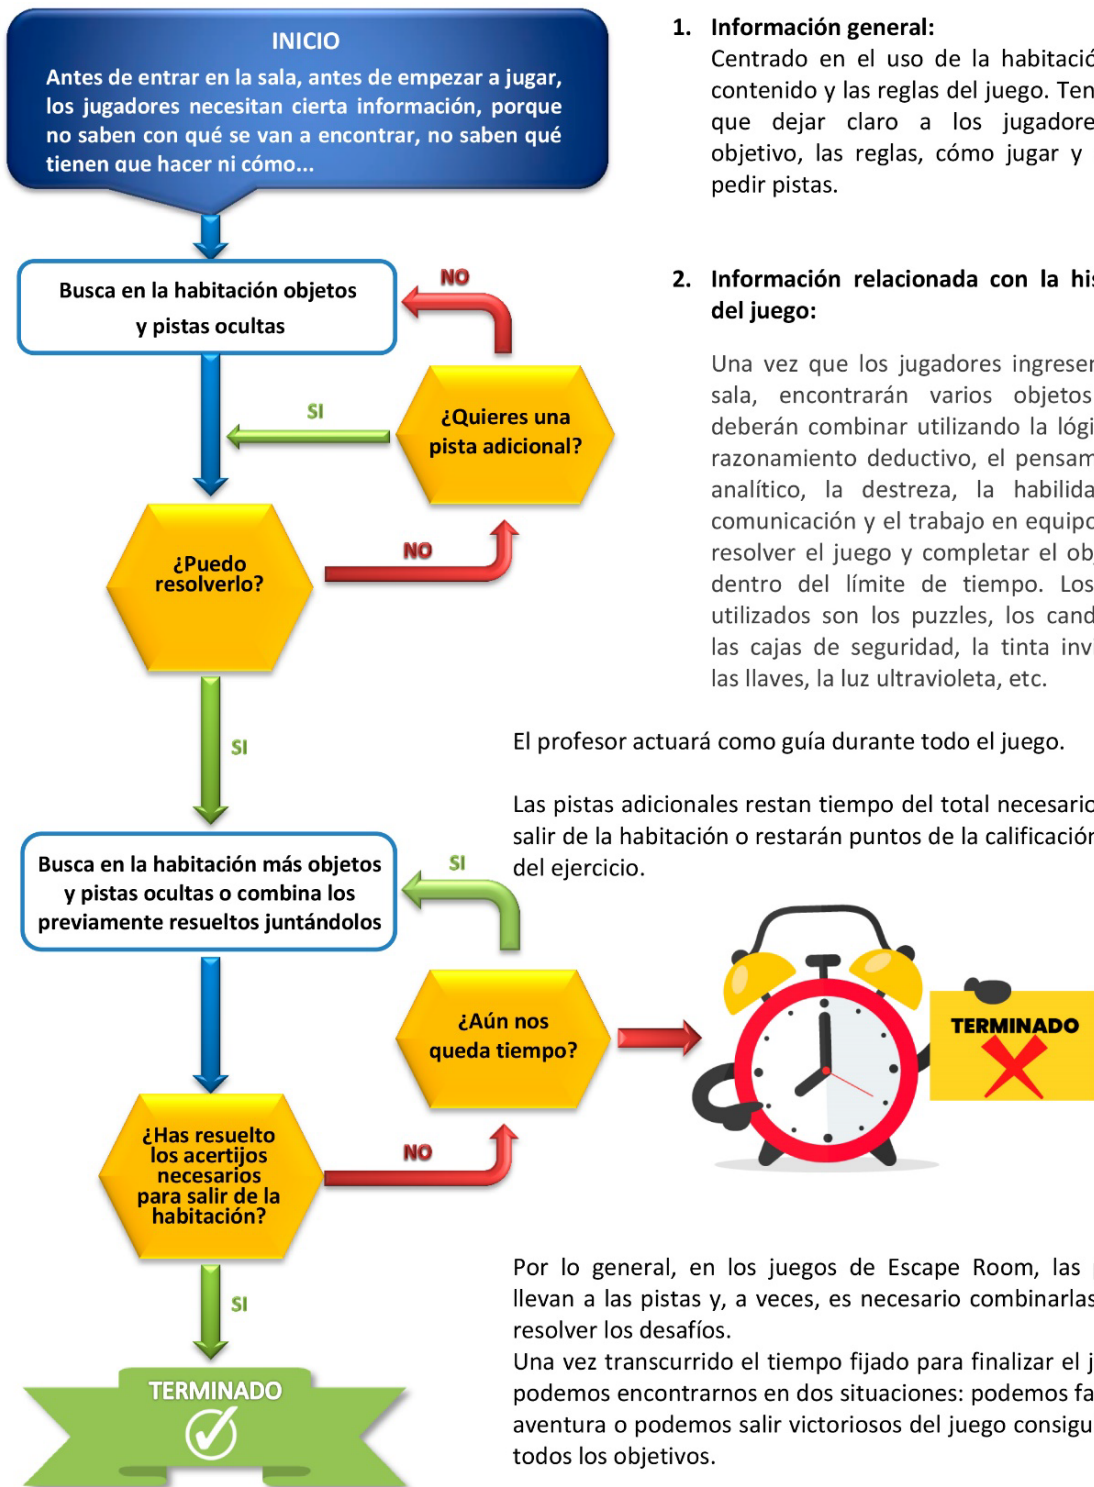 INICIO
Antes de entrar en la sala, antes de empezar a jugar,
los jugadores necesitan cierta información, porque
no saben con qué se van a encontrar, no saben qué
tienen que hacer ni cómo...
Busca en la habitación objetos
y pistas ocultas
NO
¿Quieres una
pista adicional?
SI
¿Puedo
resolverlo?
NO
SI
Busca en la habitación más objetos
y pistas ocultas o combina los
previamente resueltos juntándolos
SI
¿Aún nos
queda tiempo?
¿Has resuelto
los acertijos
necesarios
para salir de la
habitación?
NO
SI
TERMINADO
1. Información general:
Centrado en el uso de la
contenido y las reglas del juego.
que dejar claro a los
objetivo, las reglas, cómo jugar y
pedir pistas.
2. Información relacionada con la
del juego:
Una vez que los jugadores
sala, encontrarán varios objetos
deberán combinar utilizando la
razonamiento deductivo, el
analítico, la destreza, la
comunicación y el trabajo en equipo
resolver el juego y completar el
dentro del límite de tiempo. Los
utilizados son los puzzles, los
las cajas de seguridad, la tinta
las llaves, la luz ultravioleta, etc.
El profesor actuará como guía durante todo el juego.
Las pistas adicionales restan tiempo del total necesario
salir de la habitación o restarán puntos de la calificación
del ejercicio.
TERMINADO
Por lo general, en los juegos de Escape Room, las
llevan a las pistas y, a veces, es necesario combinarlas
resolver los desafíos.
Una vez transcurrido el tiempo fijado para finalizar el
podemos encontrarnos en dos situaciones: podemos
aventura o podemos salir victoriosos del juego
todos los objetivos.